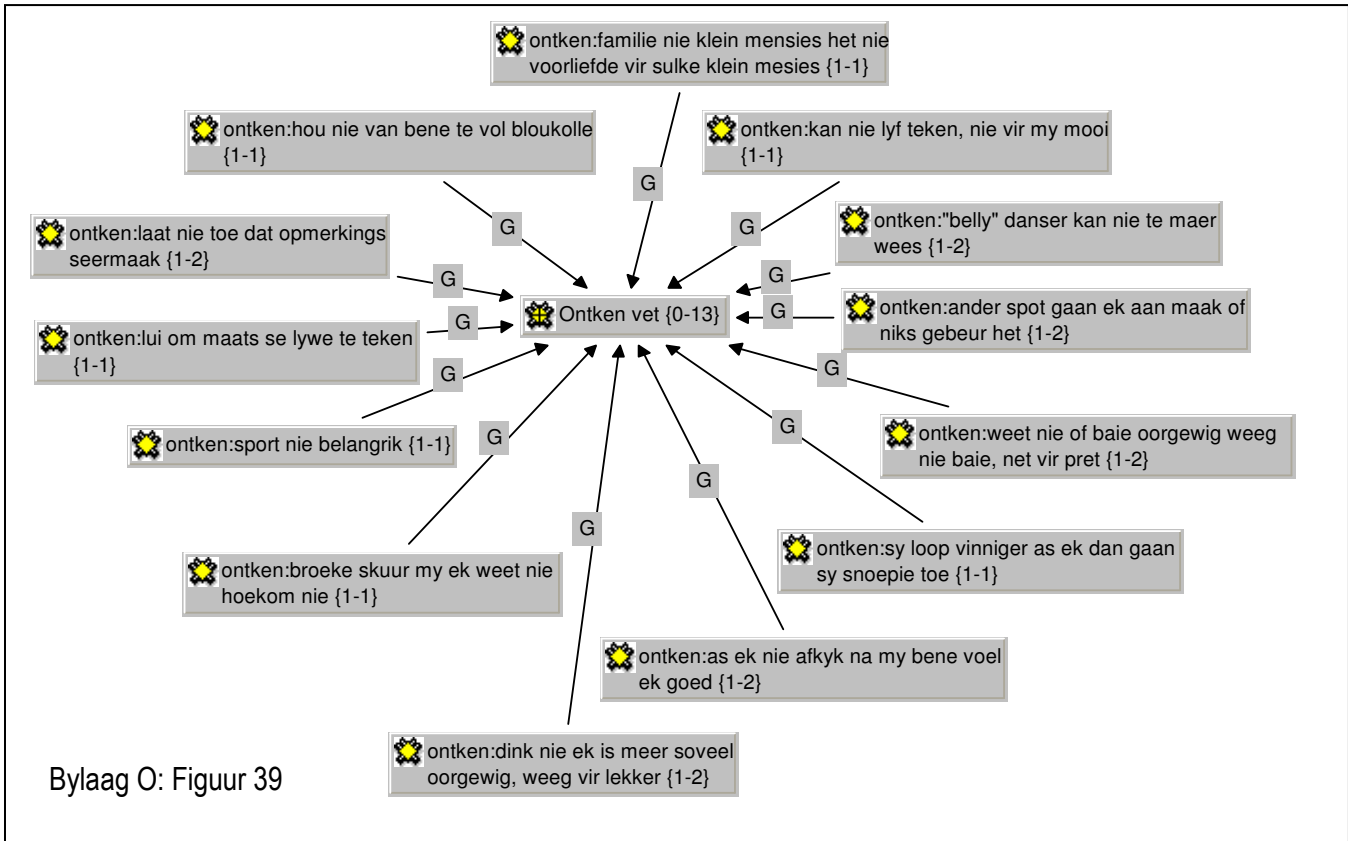 ontken:familie nie klein mensies het nie
voorliefde vir sulke klein mesies {1-1}
ontken:hou nie van bene te vol bloukolle
{1-1}
ontken:kan nie lyf teken, nie vir my mooi
{1-1}
G
ontken:laat nie toe dat opmerkings
seermaak {1-2}
G
G
ontken:"belly" danser kan nie te maer
wees {1-2}
G
G
Ontken vet {0-13}
G
ontken:ander spot gaan ek aan maak of
niks gebeur het {1-2}
ontken:lui om maats se lywe te teken
{1-1}
G
G
G
ontken:sport nie belangrik {1-1}
G
ontken:weet nie of baie oorgewig weeg
nie baie, net vir pret {1-2}
G
G
G
ontken:sy loop vinniger as ek dan gaan
sy snoepie toe {1-1}
ontken:broeke skuur my ek weet nie
hoekom nie {1-1}
ontken:as ek nie afkyk na my bene voel
ek goed {1-2}
ontken:dink nie ek is meer soveel
oorgewig, weeg vir lekker {1-2}
Bylaag O: Figuur 39